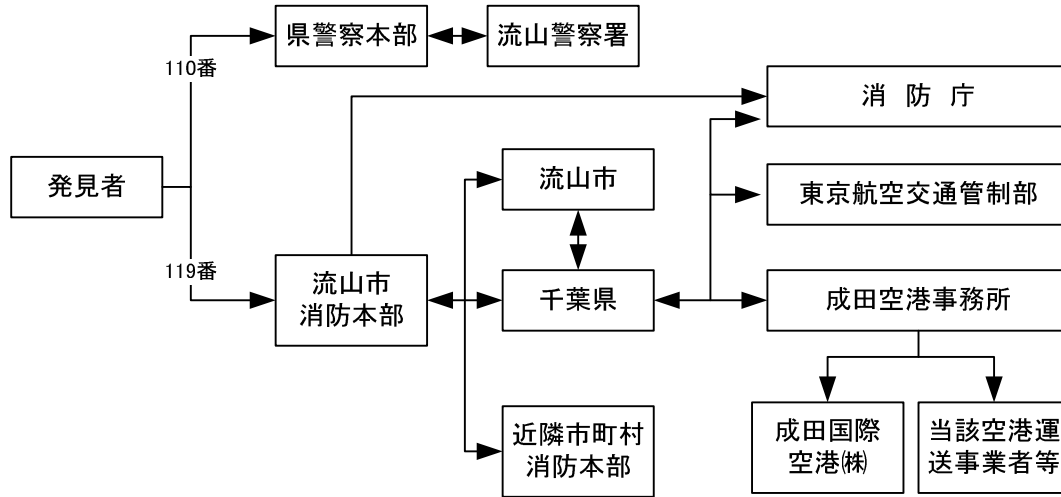 県警察本部
流山警察署
110番
消 防 庁
発見者
流山市
東京航空交通管制部
119番
流山市
消防本部
千葉県
成田空港事務所
近隣市町村
消防本部
成田国際
空港㈱
当該空港運
送事業者等